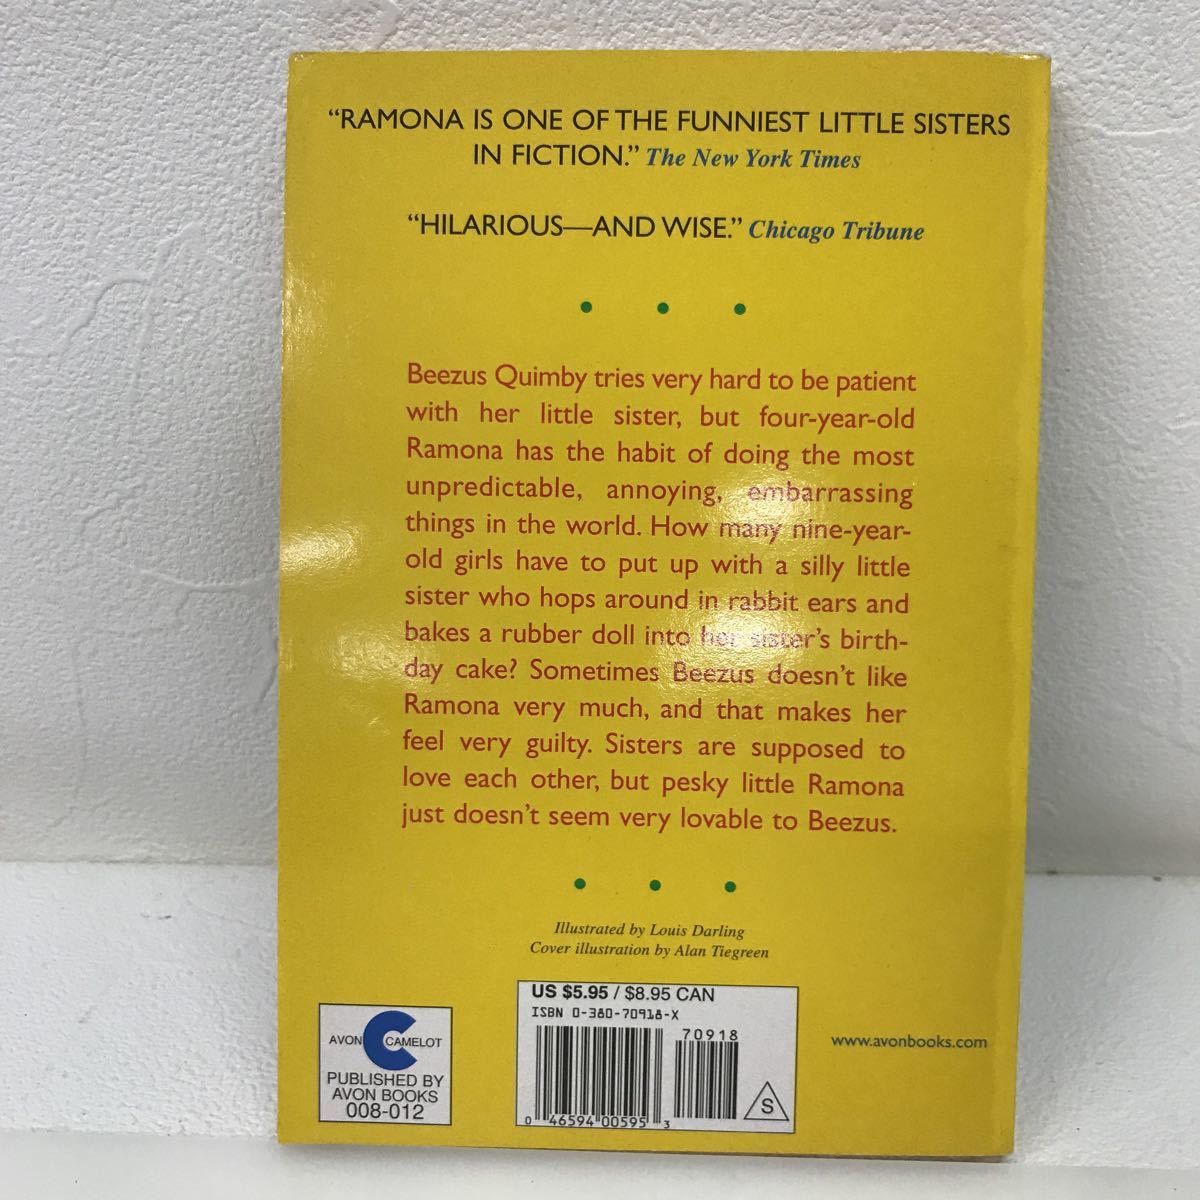 “RAMONA IS ONE OF THE FUNNIEST LITTLE SISTERS
IN FICTION.” The New York Times
“HILARIOUS—AND WISE.” Chicago Tribune
Beezus Quimby tries very hard to be patient
with her little sister, but four-year-old
Ramona has the habit of doing the most
unpredictable, annoying, embarrassing
things in the world. How many nine-year-
old girls have to put up with a silly little
sister who hops around in rabbit ears and
bakes a rubber doll into her sister’s birth-
day cake? Sometimes Beezus doesn’t like
Ramona very much, and that makes her
feel very guilty. Sisters are supposed to
love each other, but pesky little Ramona
just doesn’t seem very lovable to Beezus.
Illustrated by Louis Darling
Cover illustration by Alan Tiegreen
AVON CAMELOT
PUBLISHED BY
AVON BOOKS
008-012
US $5.95 / $8.95 CAN
ISBN 0-380-70918-X
70918
0 46594 00595 3
S
www.avonbooks.com